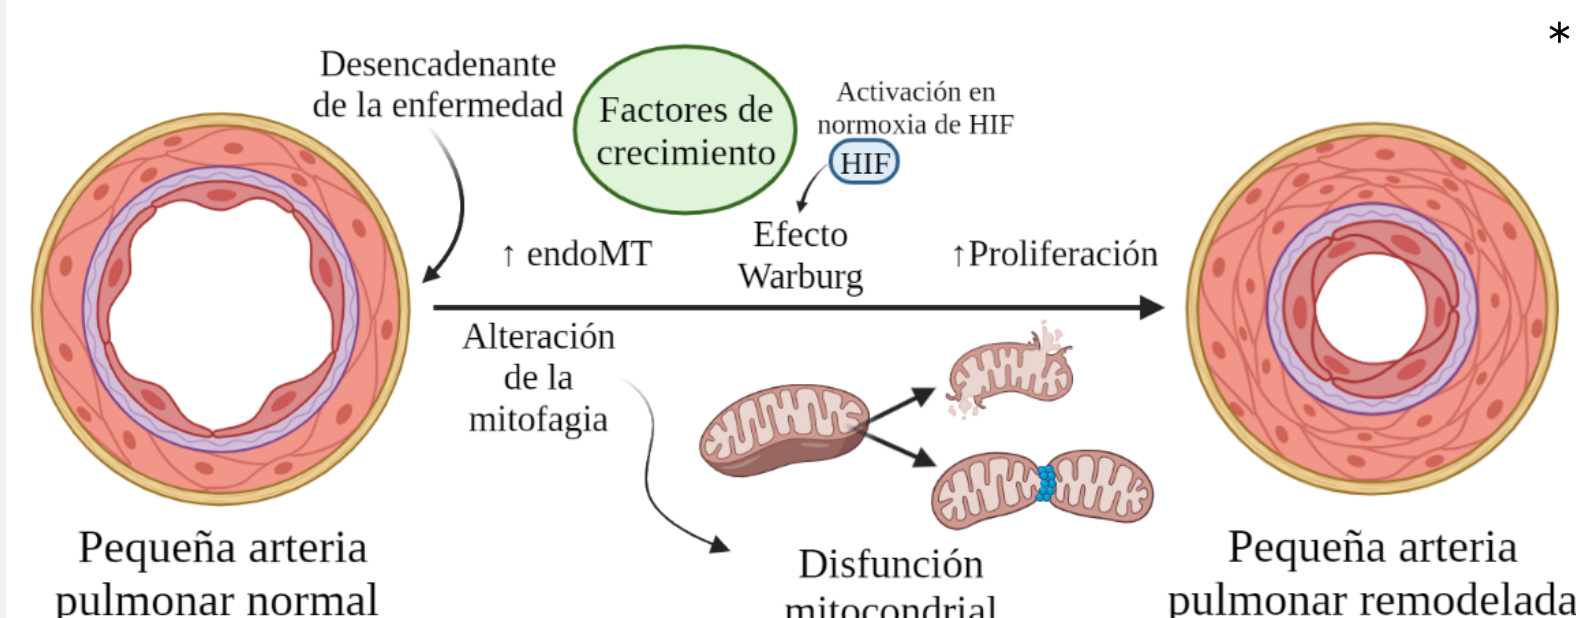 *
Desencadenante
de la enfermedad
Factores de
crecimiento
Activación en
normoxia de HIF
HIF
Efecto
Warburg
↑ endoMT
↑Proliferación
Alteración
de la
mitofagia
Disfunción
mitocondrial
Pequeña arteria
pulmonar normal
Pequeña arteria
pulmonar remodelada